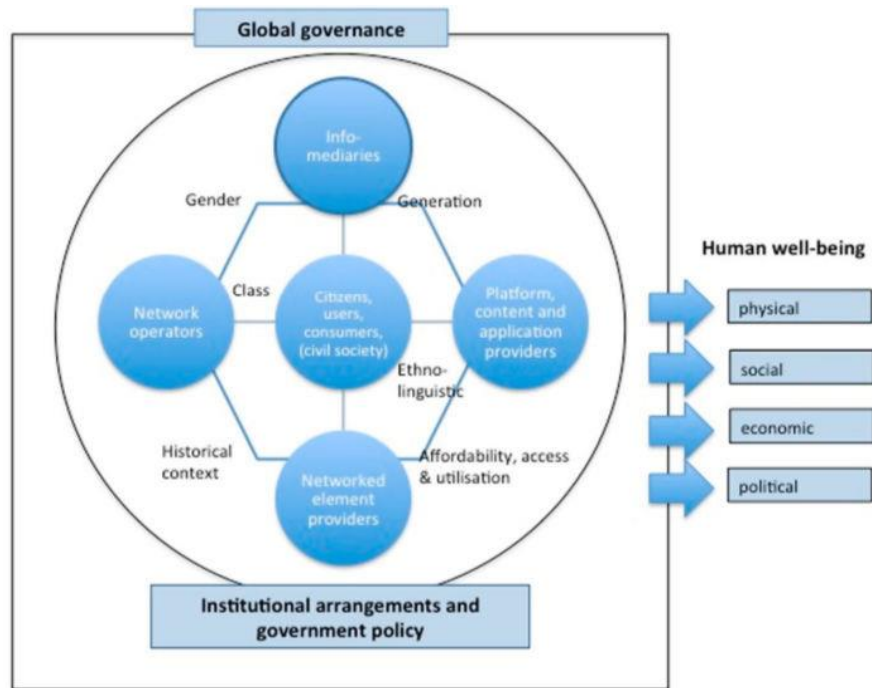 Global governance
Info-
mediaries
Gender
Generation
Human well-being
Network
operators
Class
Citizens,
users,
consumers,
(civil society)
Platform,
content and
application
providers
physical
social
Ethno-
linguistic
economic
Historical
context
Networked
element
providers
Affordability, access
& utilisation
political
Institutional arrangements and
government policy